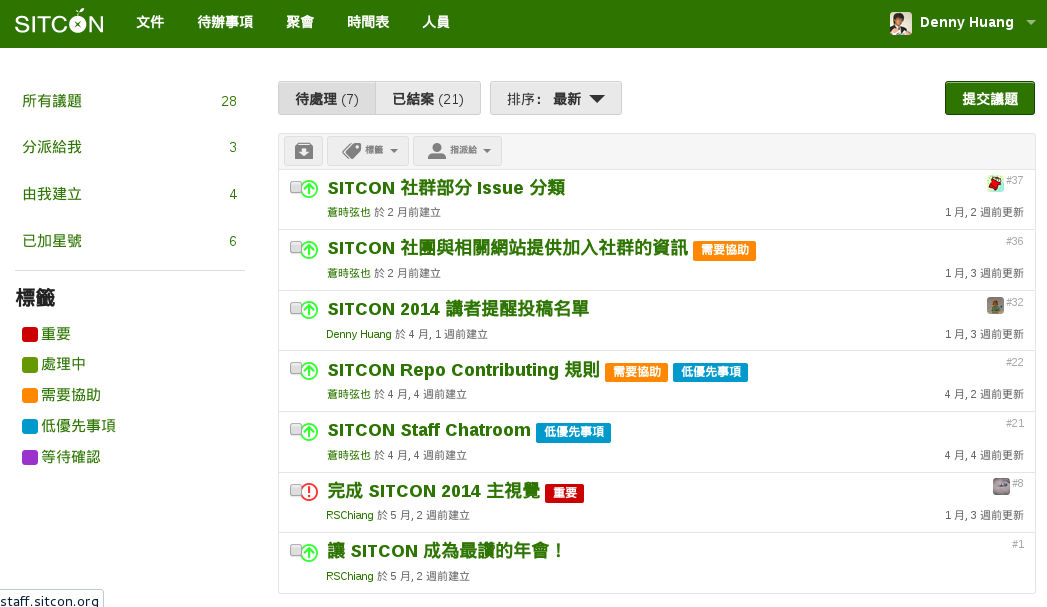 SITCON 文件 待辦事項 聚會 時間表 人員 Denny Huang
所有議題 28
分派給我 3
由我建立 4
已加星號 6
標籤
重要
處理中
需要協助
低優先事項
等待確認
待處理 (7) 已結案 (21) 排序： 最新 提交議題
標籤 指派給
SITCON 社群部分 Issue 分類 #37
蒼時弦也 於 2 月前建立 1 月, 2 週前更新
SITCON 社團與相關網站提供加入社群的資訊 需要協助 #36
蒼時弦也 於 2 月前建立 1 月, 3 週前更新
SITCON 2014 講者提醒投稿名單 #32
Denny Huang 於 4 月, 1 週前建立 1 月, 3 週前更新
SITCON Repo Contributing 規則 需要協助 低優先事項 #22
蒼時弦也 於 4 月, 4 週前建立 4 月, 2 週前更新
SITCON Staff Chatroom 低優先事項 #21
蒼時弦也 於 4 月, 4 週前建立 4 月, 4 週前更新
完成 SITCON 2014 主視覺 重要 #8
RSChiang 於 5 月, 2 週前建立 1 月, 3 週前更新
讓 SITCON 成為最讚的年會！ #1
RSChiang 於 5 月, 2 週前建立
staff.sitcon.org